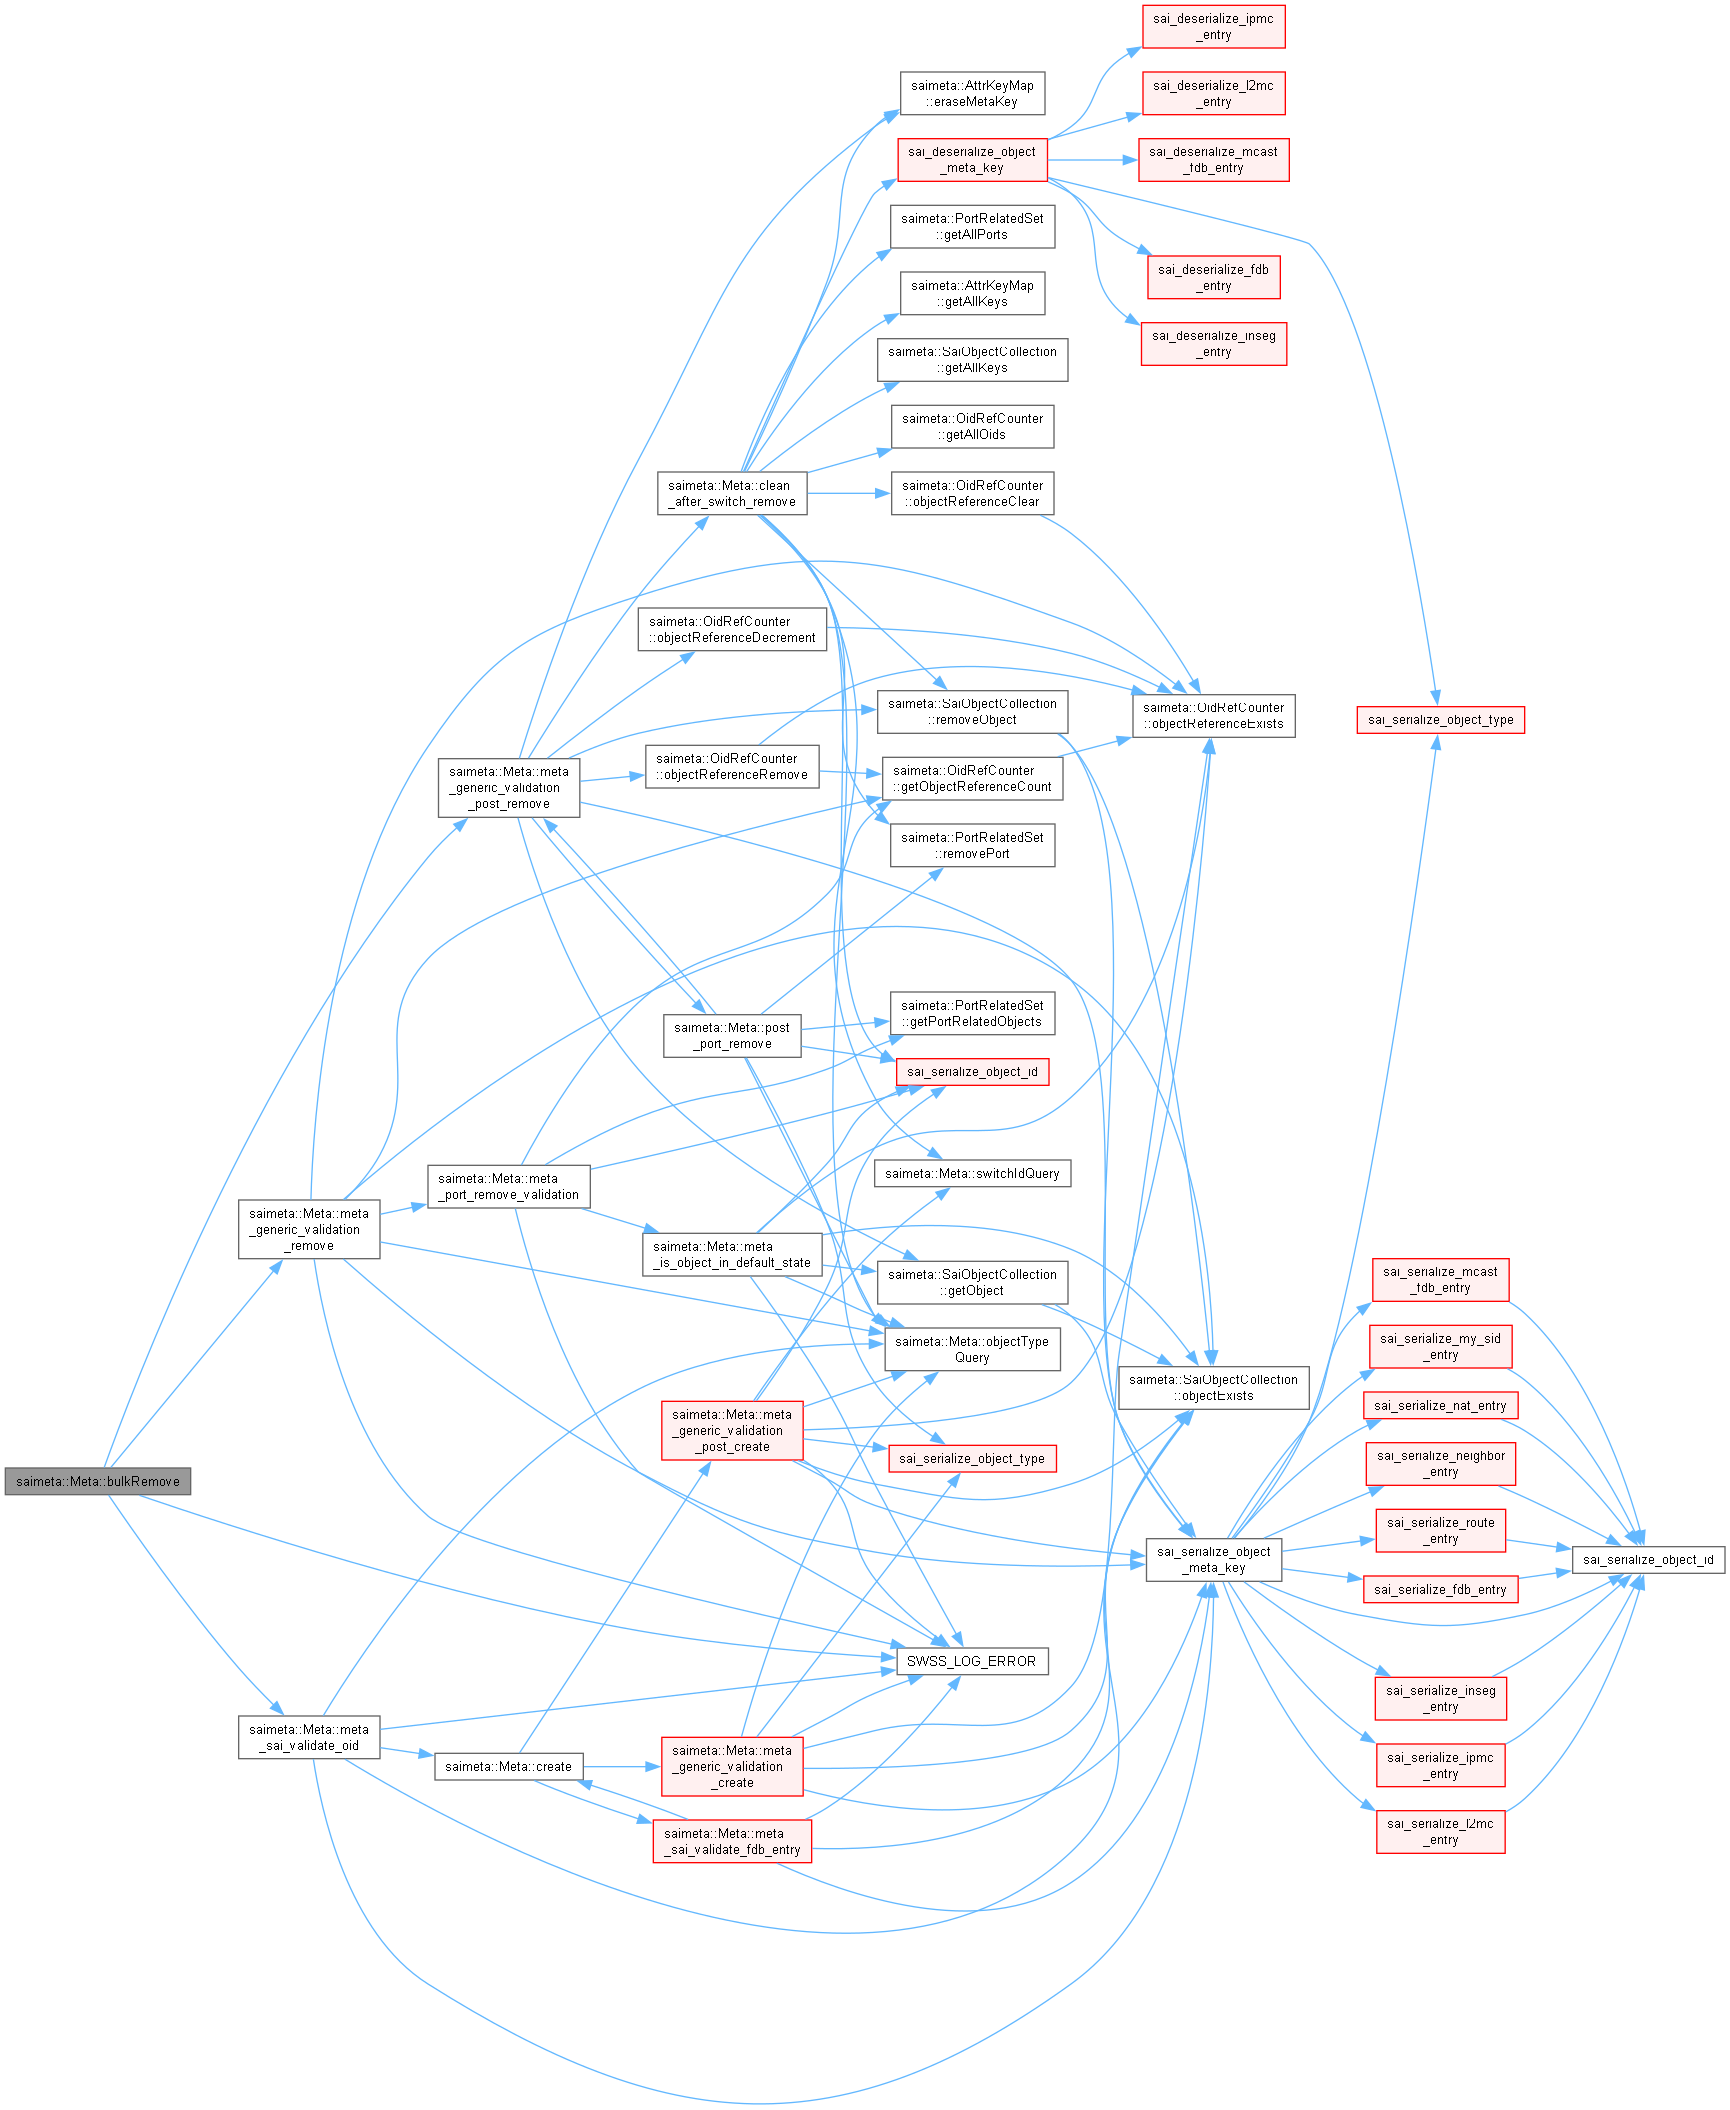 sai_deserialize_ipmc
_entry
saimeta::AttrKeyMap
::eraseMetaKey
sai_deserialize_l2mc
_entry
sai_deserialize_object
_meta_key
sai_deserialize_mcast
_fdb_entry
saimeta::PortRelatedSet
::getAllPorts
sai_deserialize_fdb
_entry
saimeta::AttrKeyMap
::getAllKeys
sai_deserialize_inseg
_entry
saimeta::SaiObjectCollection
::getAllKeys
saimeta::OidRefCounter
::getAllOids
saimeta::Meta::clean
_after_switch_remove
saimeta::OidRefCounter
::objectReferenceClear
saimeta::OidRefCounter
::objectReferenceDecrement
saimeta::SaiObjectCollection
::removeObject
saimeta::OidRefCounter
::objectReferenceExists
sai_serialize_object_type
saimeta::Meta::meta
_generic_validation
_post_remove
saimeta::OidRefCounter
::objectReferenceRemove
saimeta::OidRefCounter
::getObjectReferenceCount
saimeta::PortRelatedSet
::removePort
saimeta::Meta::post
_port_remove
saimeta::PortRelatedSet
::getPortRelatedObjects
sai_serialize_object_id
saimeta::Meta::meta
_port_remove_validation
saimeta::Meta::switchIdQuery
saimeta::Meta::meta
_generic_validation
_remove
saimeta::Meta::meta
_is_object_in_default_state
saimeta::SaiObjectCollection
::getObject
sai_serialize_mcast
_fdb_entry
saimeta::Meta::objectType
Query
sai_serialize_my_sid
_entry
saimeta::SaiObjectCollection
::objectExists
sai_serialize_nat_entry
saimeta::Meta::meta
_generic_validation
_post_create
sai_serialize_object_type
sai_serialize_neighbor
_entry
saimeta::Meta::bulkRemove
sai_serialize_route
_entry
sai_serialize_object
_meta_key
sai_serialize_object_id
sai_serialize_fdb_entry
SWSS_LOG_ERROR
sai_serialize_inseg
_entry
saimeta::Meta::meta
_sai_validate_oid
saimeta::Meta::create
saimeta::Meta::meta
_generic_validation
_create
sai_serialize_ipmc
_entry
saimeta::Meta::meta
_sai_validate_fdb_entry
sai_serialize_l2mc
_entry